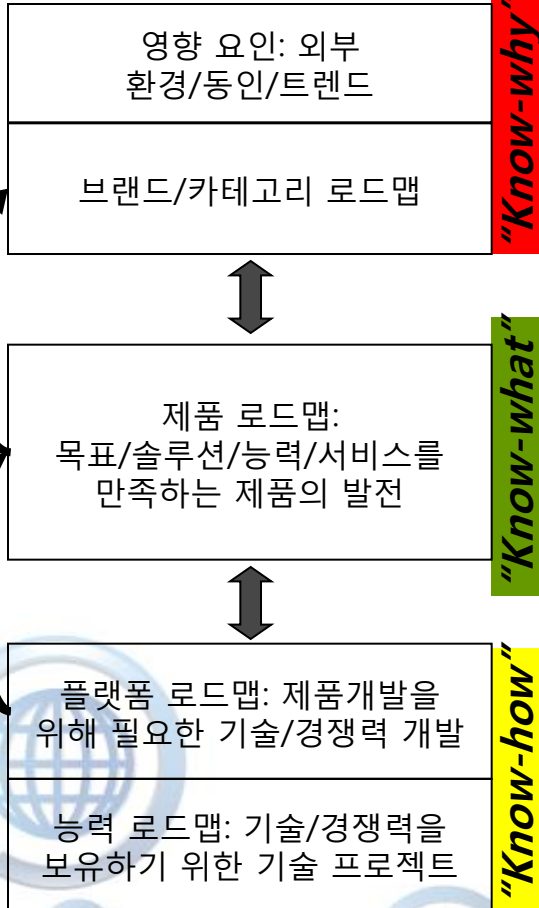 영향 요인: 외부
환경/동인/트렌드
브랜드/카테고리 로드맵
"Know-why"
제품 로드맵:
목표/솔루션/능력/서비스를
만족하는 제품의 발전
"Know-what"
플랫폼 로드맵: 제품개발을
위해 필요한 기술/경쟁력 개발
능력 로드맵: 기술/경쟁력을
보유하기 위한 기술 프로젝트
"Know-how"